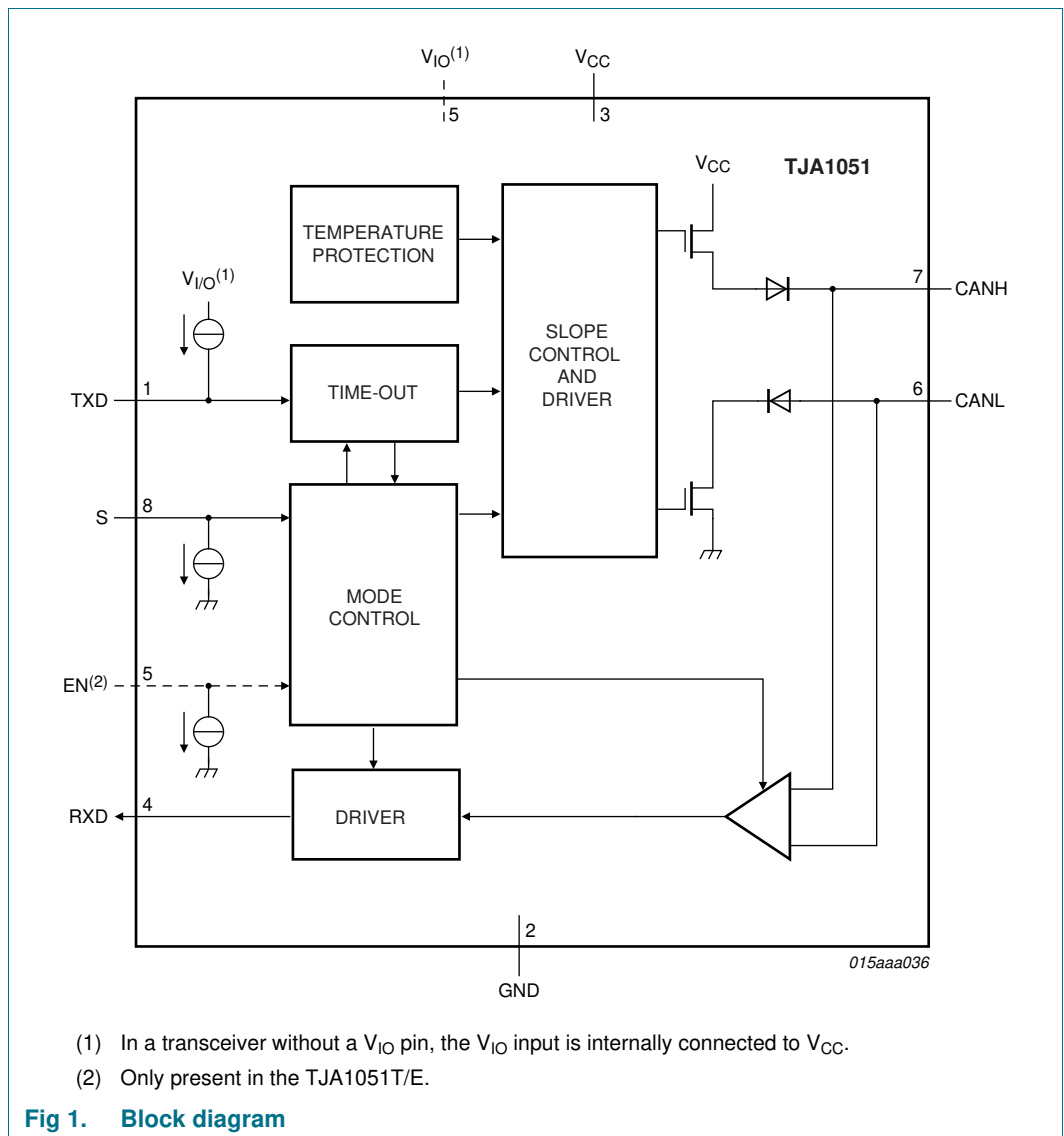 VIO(1)
VCC
5
3
VCC
TJA1051
TEMPERATURE
PROTECTION
VI/O(1)
7
CANH
SLOPE
CONTROL
AND
DRIVER
TXD
1
TIME-OUT
6
CANL
S
8
MODE
CONTROL
EN(2)
5
RXD
4
DRIVER
2
015aaa036
GND
(1) In a transceiver without a VIO pin, the VIO input is internally connected to VCC.
(2) Only present in the TJA1051T/E.
Fig 1. Block diagram